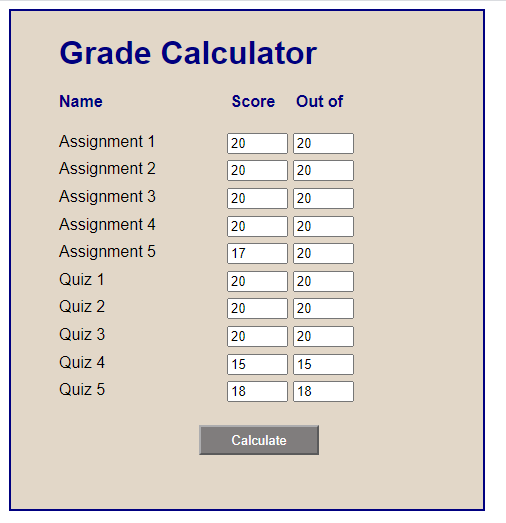 Grade Calculator
Name Score Out of
Assignment 1 20 20
Assignment 2 20 20
Assignment 3 20 20
Assignment 4 20 20
Assignment 5 17 20
Quiz 1 20 20
Quiz 2 20 20
Quiz 3 20 20
Quiz 4 15 15
Quiz 5 18 18
Calculate